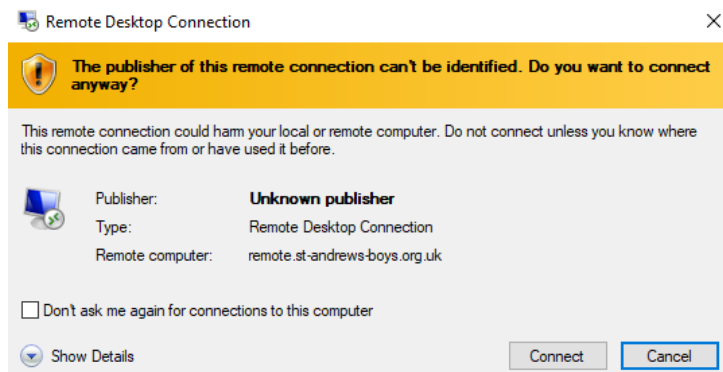 Remote Desktop Connection
The publisher of this remote connection can't be identified. Do you want to connect
anyway?
This remote connection could harm your local or remote computer. Do not connect unless you know where
this connection came from or have used it before.
Publisher: Unknown publisher
Type: Remote Desktop Connection
Remote computer: remote.st-andrews-boys.org.uk
Don't ask me again for connections to this computer
Show Details Connect Cancel